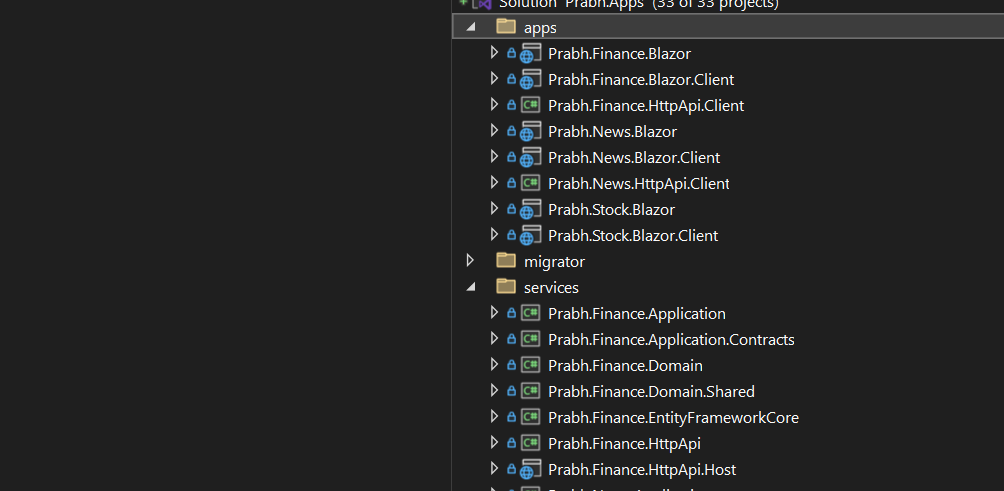 Solution 'Prabh.Apps' (33 of 33 projects)
apps
Prabh.Finance.Blazor
Prabh.Finance.Blazor.Client
C# Prabh.Finance.HttpApi.Client
Prabh.News.Blazor
Prabh.News.Blazor.Client
C# Prabh.News.HttpApi.Client
Prabh.Stock.Blazor
Prabh.Stock.Blazor.Client
migrator
services
C# Prabh.Finance.Application
C# Prabh.Finance.Application.Contracts
C# Prabh.Finance.Domain
C# Prabh.Finance.Domain.Shared
C# Prabh.Finance.EntityFrameworkCore
C# Prabh.Finance.HttpApi
Prabh.Finance.HttpApi.Host